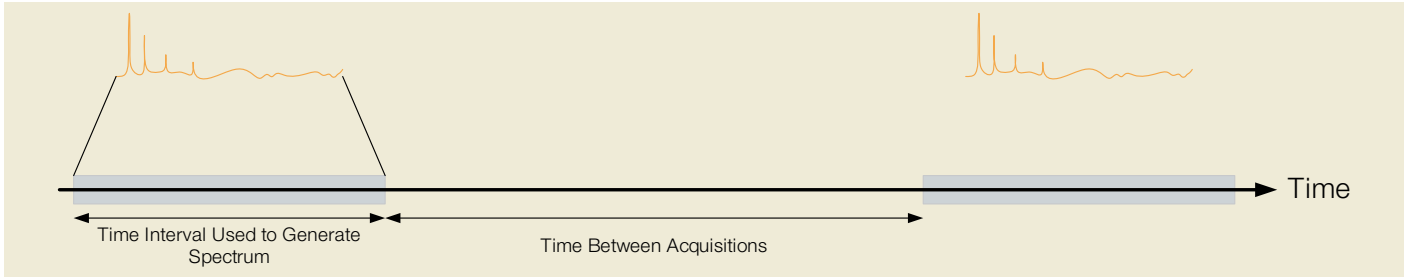 Time
Time Interval Used to Generate
Spectrum
Time Between Acquisitions